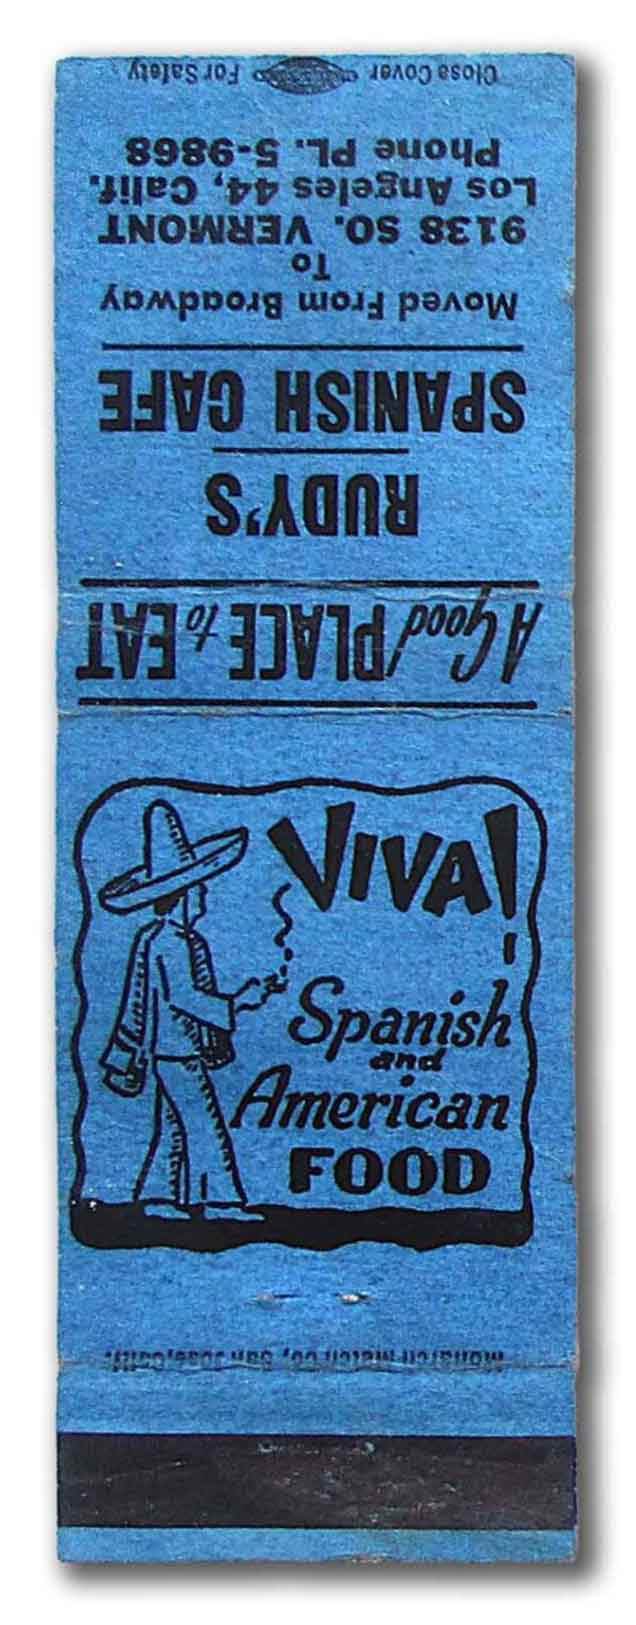 VIVA!
Spanish
and
American
FOOD
A Good PLACE to EAT
RUDY'S
SPANISH CAFE
Moved From Broadway
To
9138 SO. VERMONT
Los Angeles 44, Calif.
Phone PL. 5-9868
Close Cover For Safety
Monarch Match Co., San Jose, Calif.